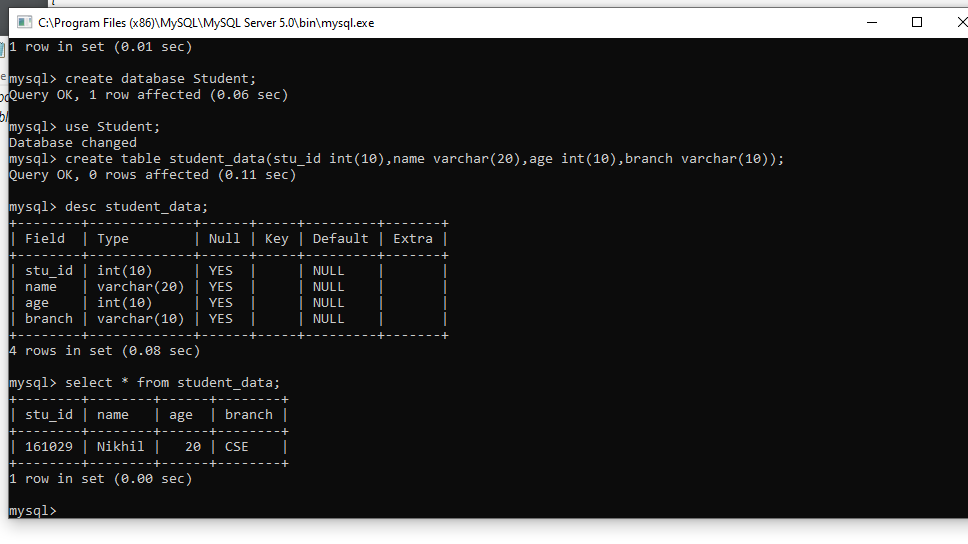 C:\Program Files (x86)\MySQL\MySQL Server 5.0\bin\mysql.exe
1 row in set (0.01 sec)
mysql> create database Student;
Query OK, 1 row affected (0.06 sec)
mysql> use Student;
Database changed
mysql> create table student_data(stu_id int(10),name varchar(20),age int(10),branch varchar(10));
Query OK, 0 rows affected (0.11 sec)
mysql> desc student_data;
+--------+-------------+------+-----+---------+-------+
| Field  | Type        | Null | Key | Default | Extra |
+--------+-------------+------+-----+---------+-------+
| stu_id | int(10)     | YES  |     | NULL    |       |
| name   | varchar(20) | YES  |     | NULL    |       |
| age    | int(10)     | YES  |     | NULL    |       |
| branch | varchar(10) | YES  |     | NULL    |       |
+--------+-------------+------+-----+---------+-------+
4 rows in set (0.08 sec)
mysql> select * from student_data;
+--------+--------+------+--------+
| stu_id | name   | age  | branch |
+--------+--------+------+--------+
| 161029 | Nikhil |   20 | CSE    |
+--------+--------+------+--------+
1 row in set (0.00 sec)
mysql>